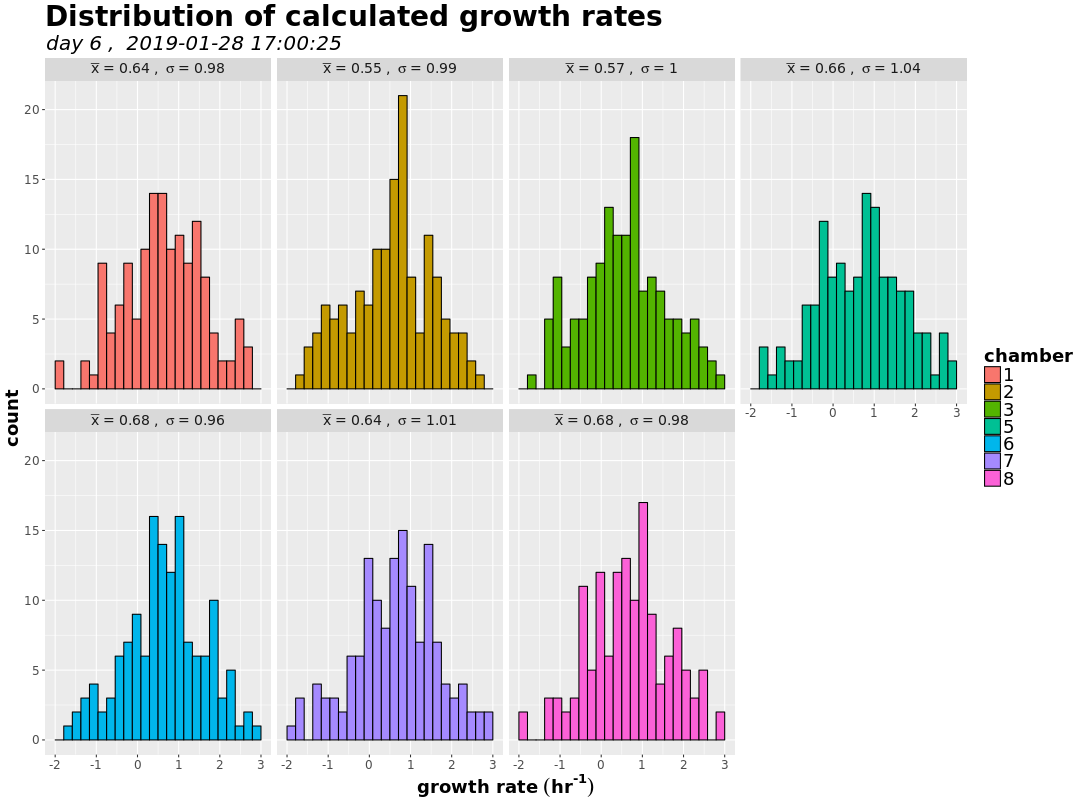 Distribution of calculated growth rates
day 6 ,  2019-01-28 17:00:25
x̅ = 0.64 ,  σ = 0.98
x̅ = 0.55 ,  σ = 0.99
x̅ = 0.57 ,  σ = 1
x̅ = 0.66 ,  σ = 1.04
20
15
10
5
0
-2 -1 0 1 2 3
x̅ = 0.68 ,  σ = 0.96
x̅ = 0.64 ,  σ = 1.01
x̅ = 0.68 ,  σ = 0.98
20
15
10
5
0
-2 -1 0 1 2 3
-2 -1 0 1 2 3
-2 -1 0 1 2 3
count
growth rate (hr⁻¹)
chamber
1
2
3
5
6
7
8